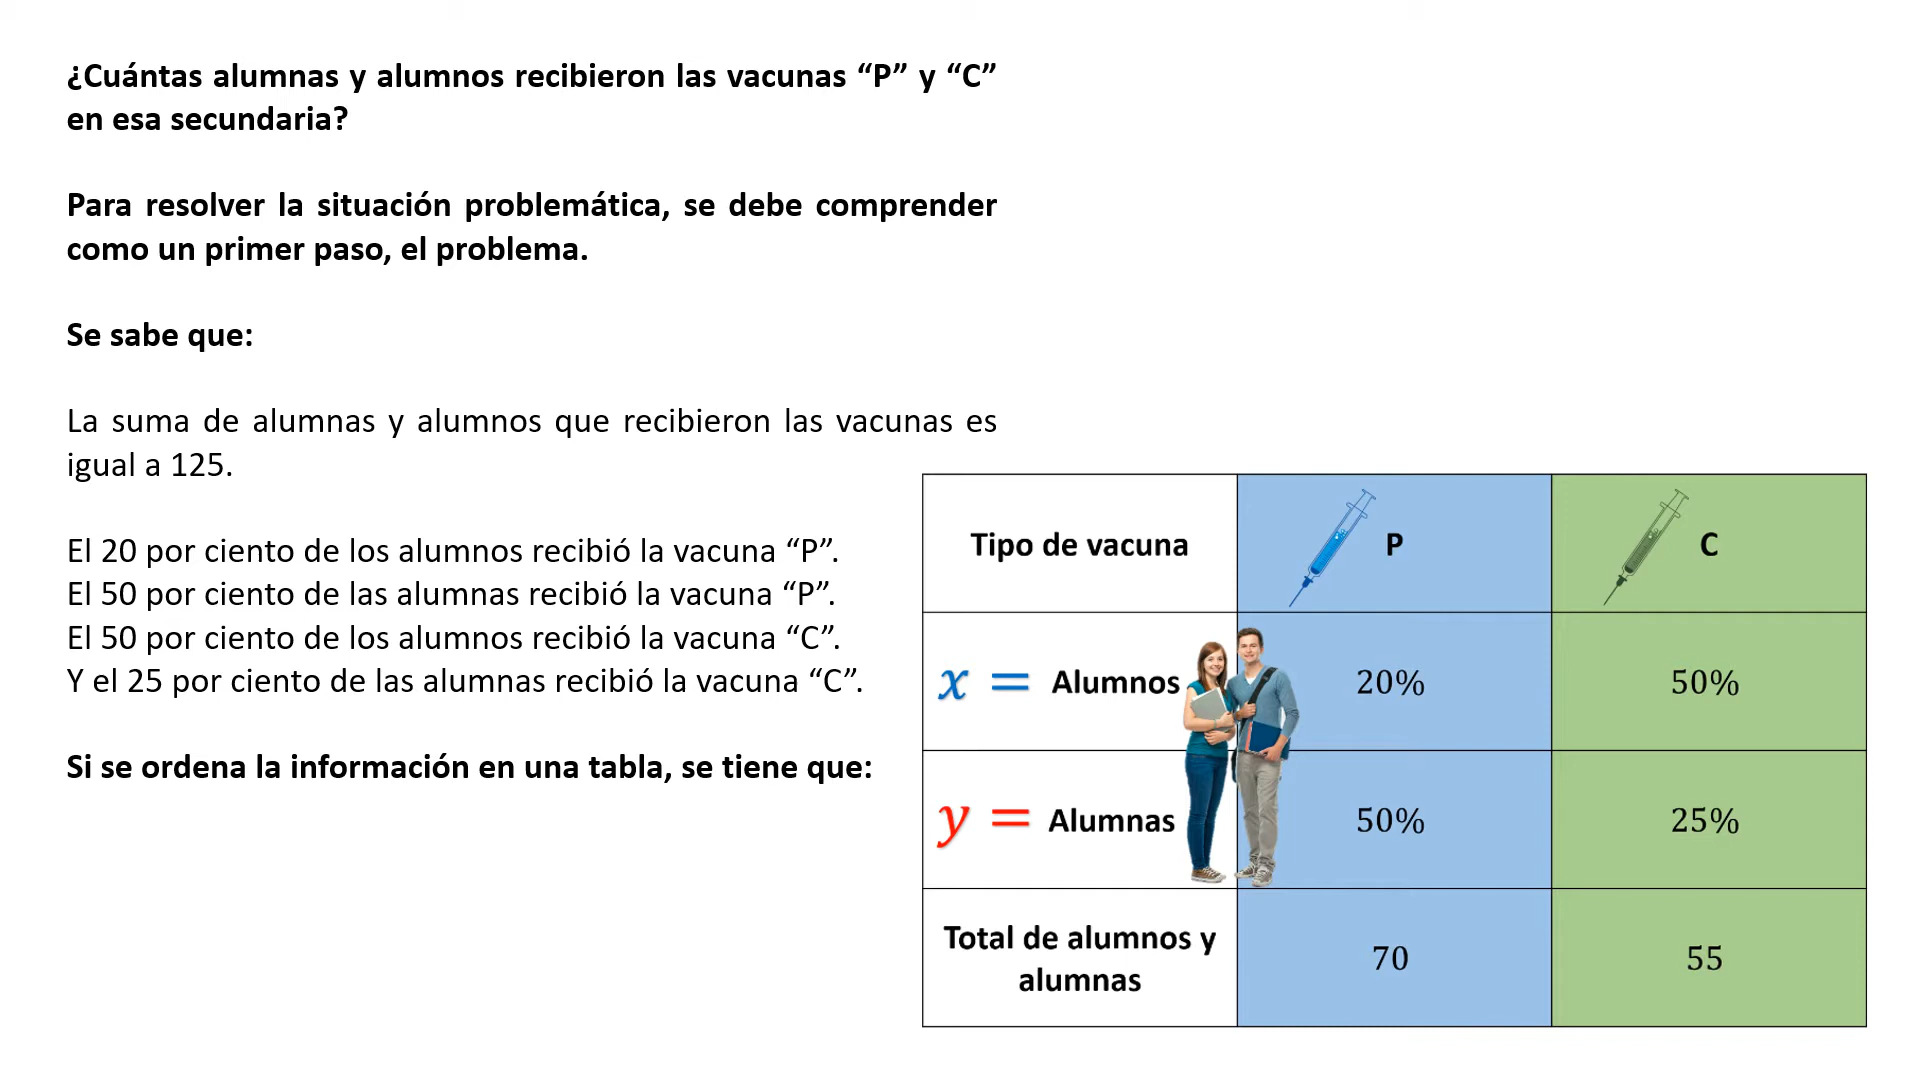 ¿Cuántas alumnas y alumnos recibieron las vacunas “P” y “C”
en esa secundaria?
Para resolver la situación problemática, se debe comprender
como un primer paso, el problema.
Se sabe que:
La suma de alumnas y alumnos que recibieron las vacunas es
igual a 125.
El 20 por ciento de los alumnos recibió la vacuna “P”.
El 50 por ciento de las alumnas recibió la vacuna “P”.
El 50 por ciento de los alumnos recibió la vacuna “C”.
Y el 25 por ciento de las alumnas recibió la vacuna “C”.
Si se ordena la información en una tabla, se tiene que:
Tipo de vacuna P C
x = Alumnos 20% 50%
y = Alumnas 50% 25%
Total de alumnos y
alumnas 70 55